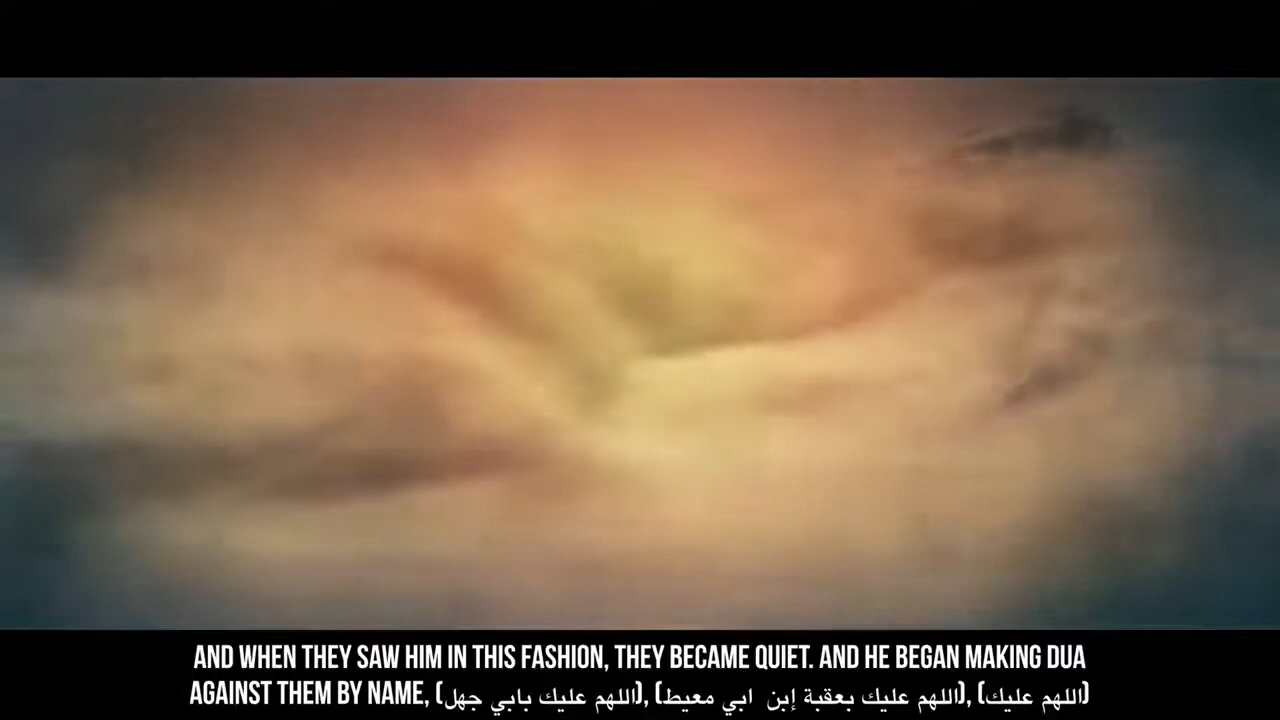 AND WHEN THEY SAW HIM IN THIS FASHION, THEY BECAME QUIET. AND HE BEGAN MAKING DUA
AGAINST THEM BY NAME, (اللهم عليك بابي جهل), (اللهم عليك بعقبة إبن  ابي معيط), (اللهم عليك)